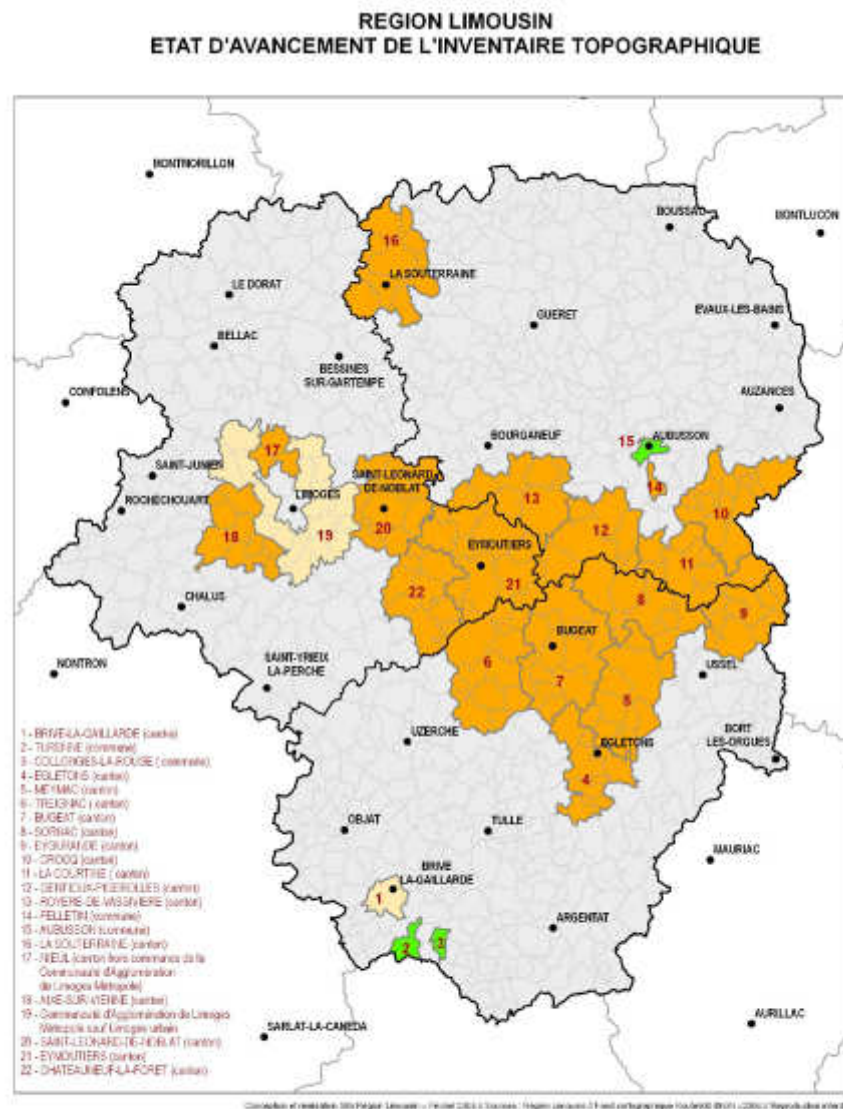 REGION LIMOUSIN
ETAT D'AVANCEMENT DE L'INVENTAIRE TOPOGRAPHIQUE
MONTMORILLON
BOUSSAC
MONTLUCON
16
LA SOUTERRAINE
LE DORAT
GUERET
EVAUX-LES-BAINS
BELLAC
BESSINES
SUR-GARTEMPE
CONFOLENS
AUZANCES
BOURGANEUF
15
AUBUSSON
17
SAINT-JUNIEN
SAINT-LEONARD
DE-NOBLAT
14
ROCHECHOUART
LIMOGES
13
10
18
19
20
12
EYMOUTIERS
11
22
21
CHALUS
8
9
BUGEAT
NONTRON
SAINT-YRIEIX
LA-PERCHE
6
7
5
USSEL
UZERCHE
BORT
LES-ORGUES
EGLETONS
4
OBJAT
TULLE
MAURIAC
BRIVE
LA-GAILLARDE
1
ARGENTAT
2
3
SARLAT-LA-CANEDA
AURILLAC
1 - BRIVE-LA-GAILLARDE (centre)
2 - TURENNE (commune)
3 - COLLONGES-LA-ROUGE ( commune)
4 - EGLETONS (canton)
5 - MEYMAC (canton)
6 - TREIGNAC ( canton)
7 - BUGEAT (canton)
8 - SORNAC (canton)
9 - EYGURANDE (canton)
10 - CROCQ (canton)
11 - LA COURTINE ( canton)
12 - GENTIOUX-PIGEROLLES (canton)
13 - ROYERE-DE-VASSIVIERE (canton)
14 - FELLETIN (commune)
15 - AUBUSSON (commune)
16 - LA SOUTERRAINE (canton)
17 - NIEUL (canton hors commune de la
Communauté d'Agglomération
de Limoges Métropole)
18 - AIXE-SUR-VIENNE (canton)
19 - Communauté d'Agglomération de Limoges
Métropole sauf Limoges urbain
20 - SAINT-LEONARD-DE-NOBLAT (canton)
21 - EYMOUTIERS (canton)
22 - CHATEAUNEUF-LA-FORET (canton)